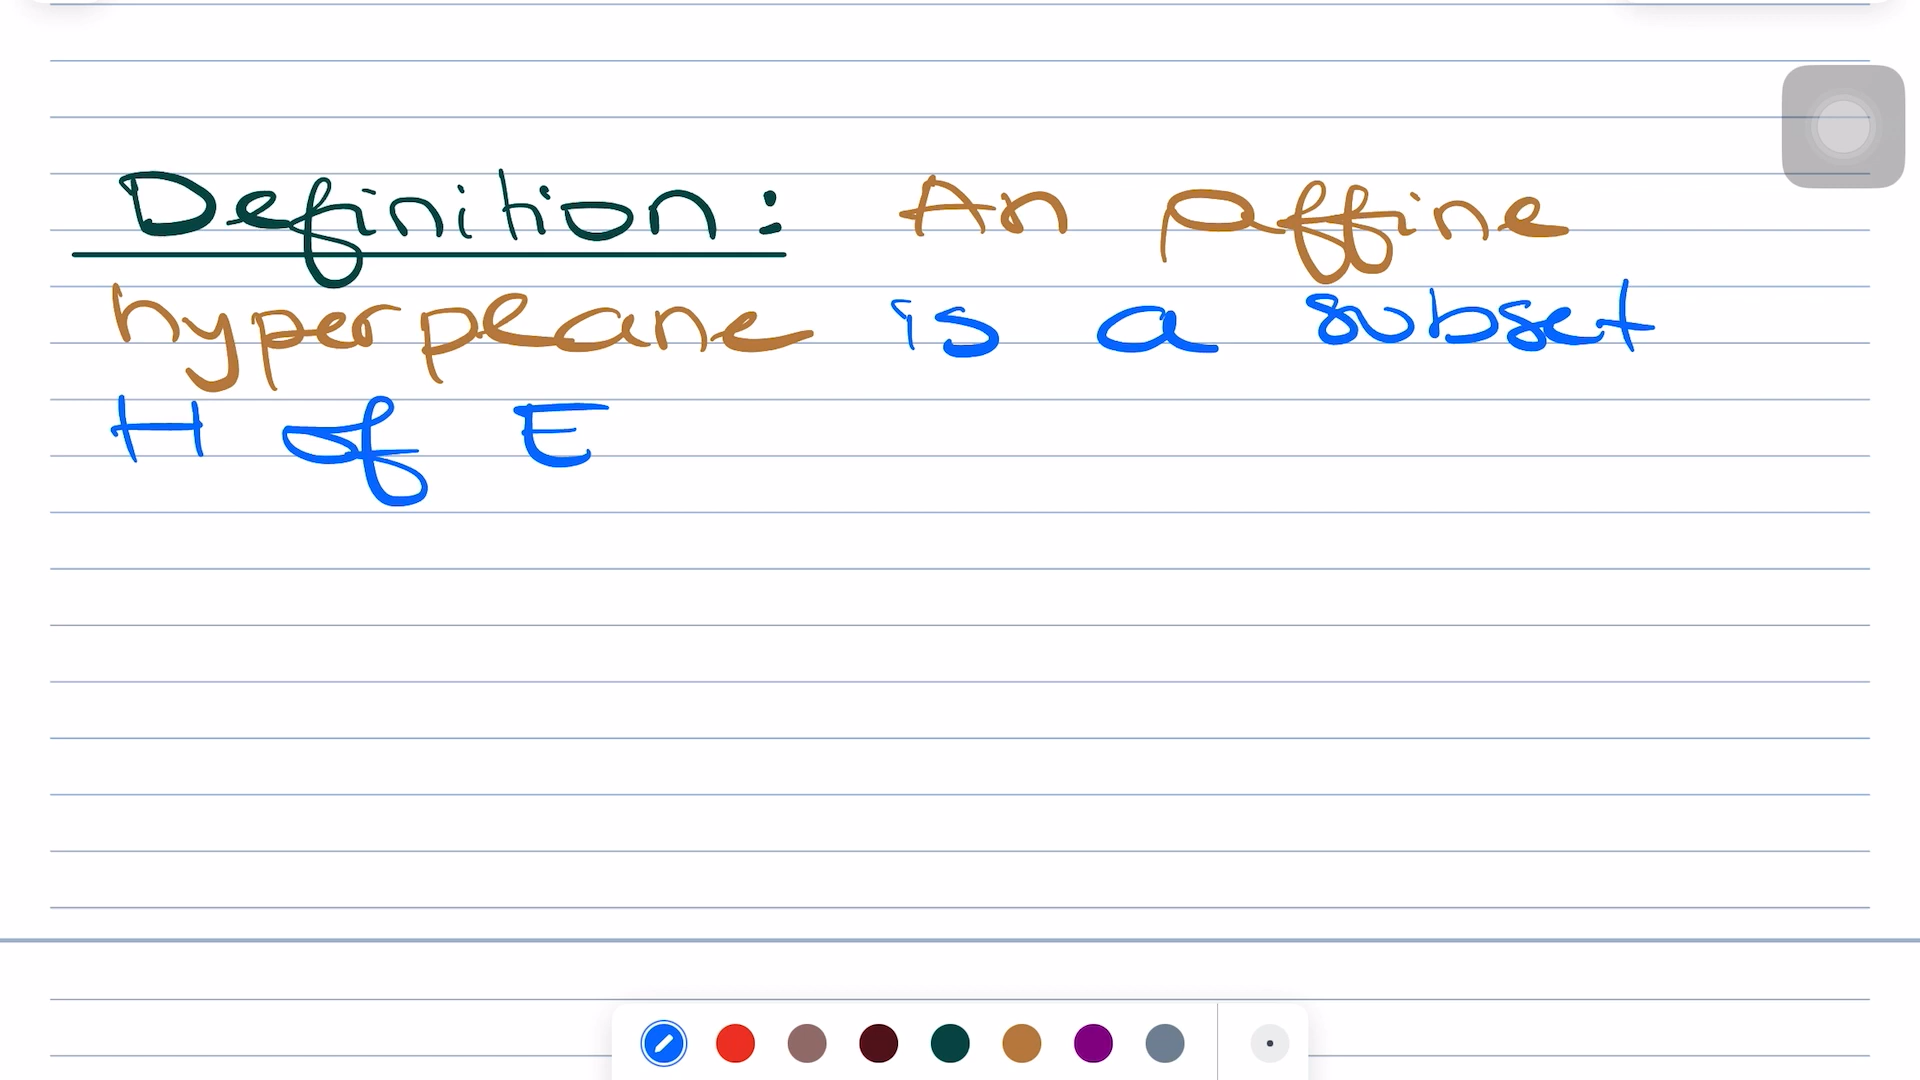 Definition: An affine
hyperplane is a subset
H of E